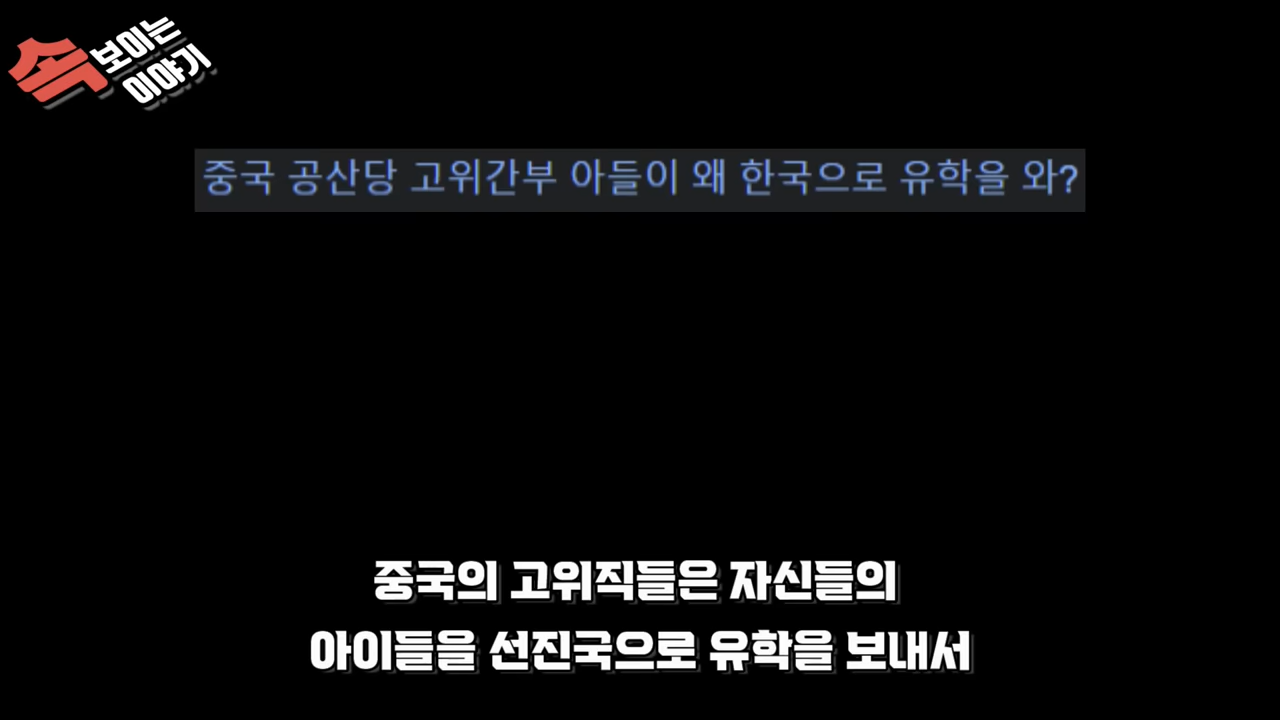 속보이는
이야기
중국 공산당 고위간부 아들이 왜 한국으로 유학을 와?
중국의 고위직들은 자신들의
아이들을 선진국으로 유학을 보내서